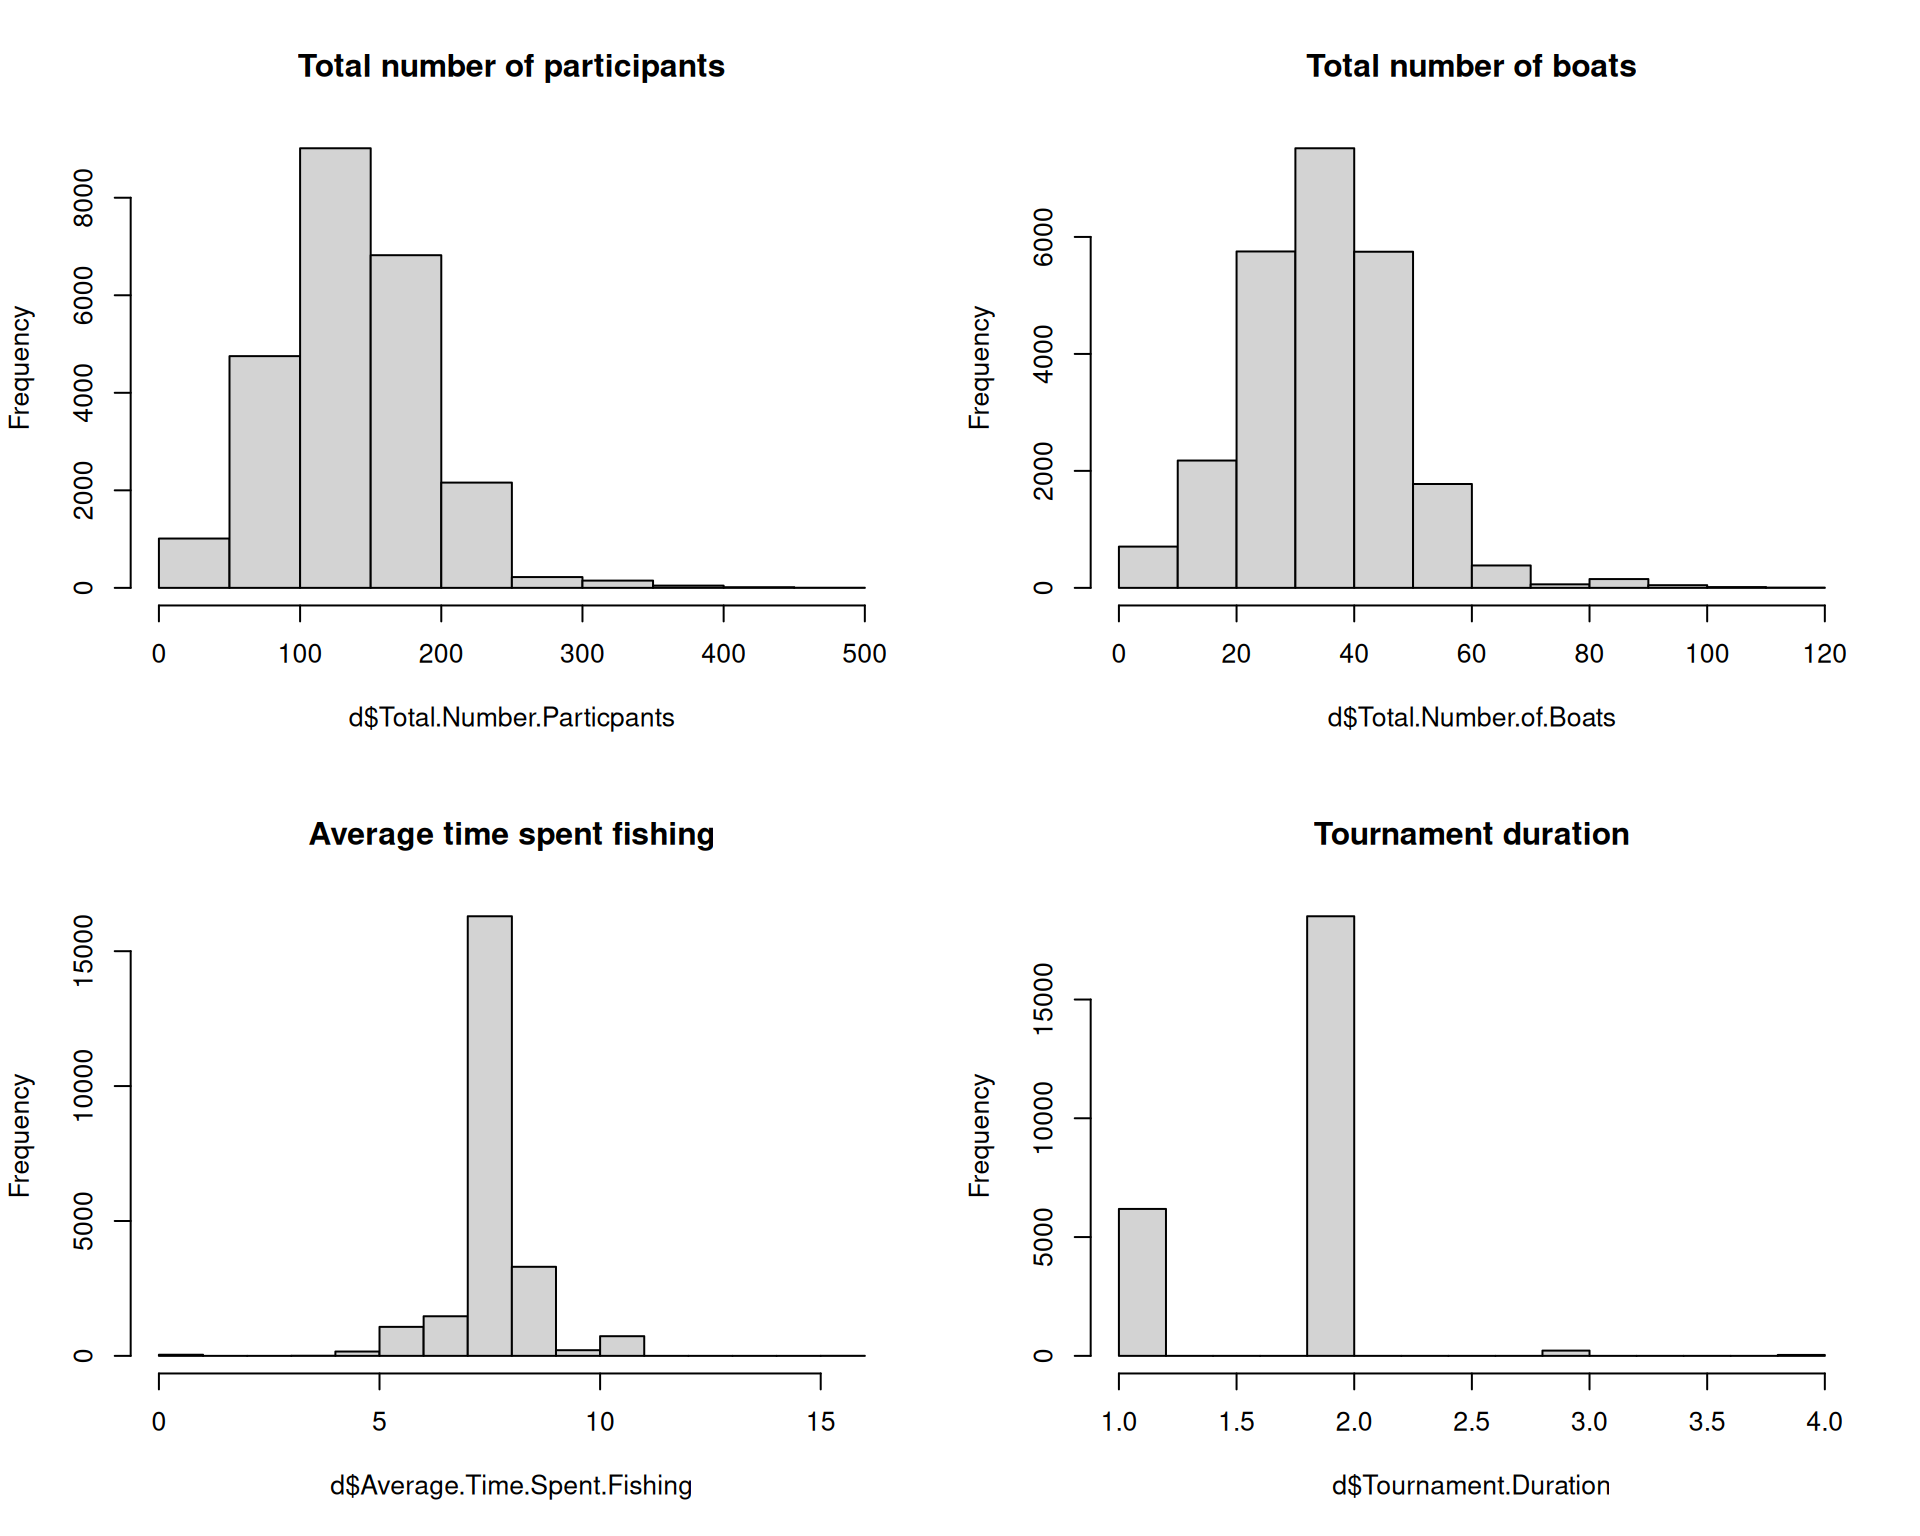 Total number of participants
Frequency
0
2000
4000
6000
8000
0 100 200 300 400 500
d$Total.Number.Particpants
Total number of boats
Frequency
0
2000
4000
6000
0 20 40 60 80 100 120
d$Total.Number.of.Boats
Average time spent fishing
Frequency
0
5000
10000
15000
0 5 10 15
d$Average.Time.Spent.Fishing
Tournament duration
Frequency
0
5000
10000
15000
1.0 1.5 2.0 2.5 3.0 3.5 4.0
d$Tournament.Duration